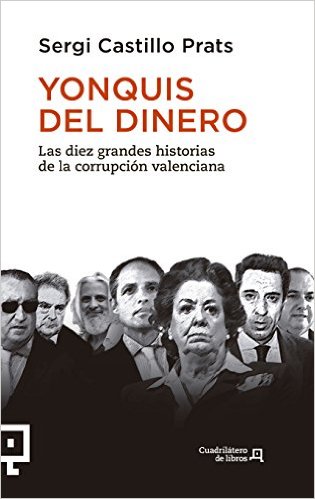 Sergi Castillo Prats
YONQUIS
DEL DINERO
Las diez grandes historias
de la corrupción valenciana
Cuadrilátero
de libros